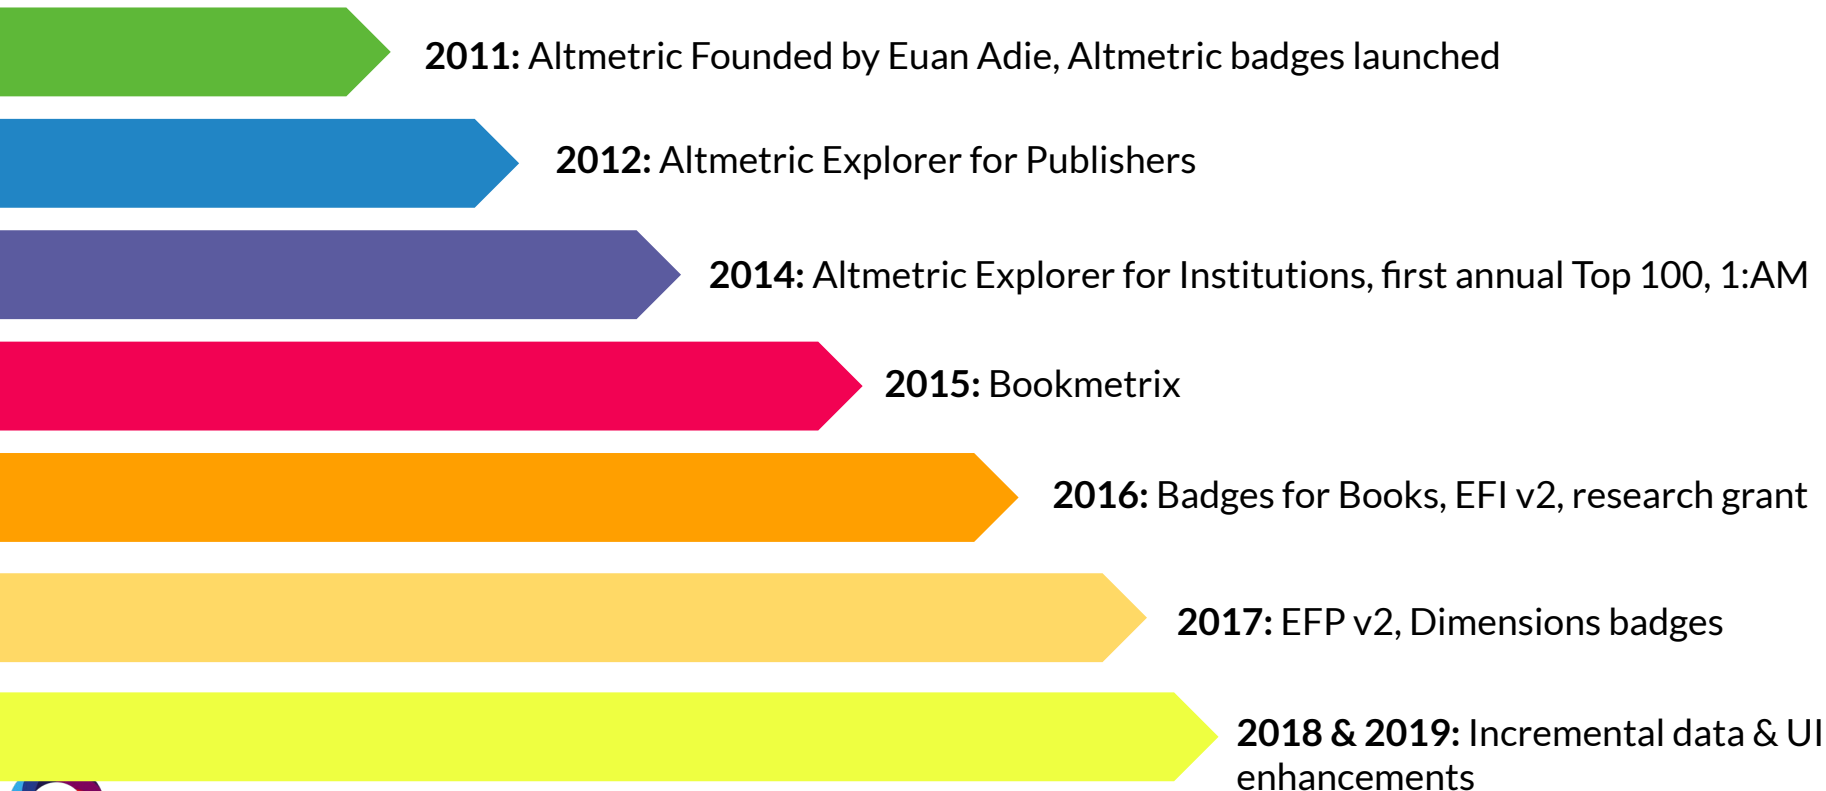 2011: Altmetric Founded by Euan Adie, Altmetric badges launched
2012: Altmetric Explorer for Publishers
2014: Altmetric Explorer for Institutions, first annual Top 100, 1:AM
2015: Bookmetrix
2016: Badges for Books, EFI v2, research grant
2017: EFP v2, Dimensions badges
2018 & 2019: Incremental data & UI
enhancements